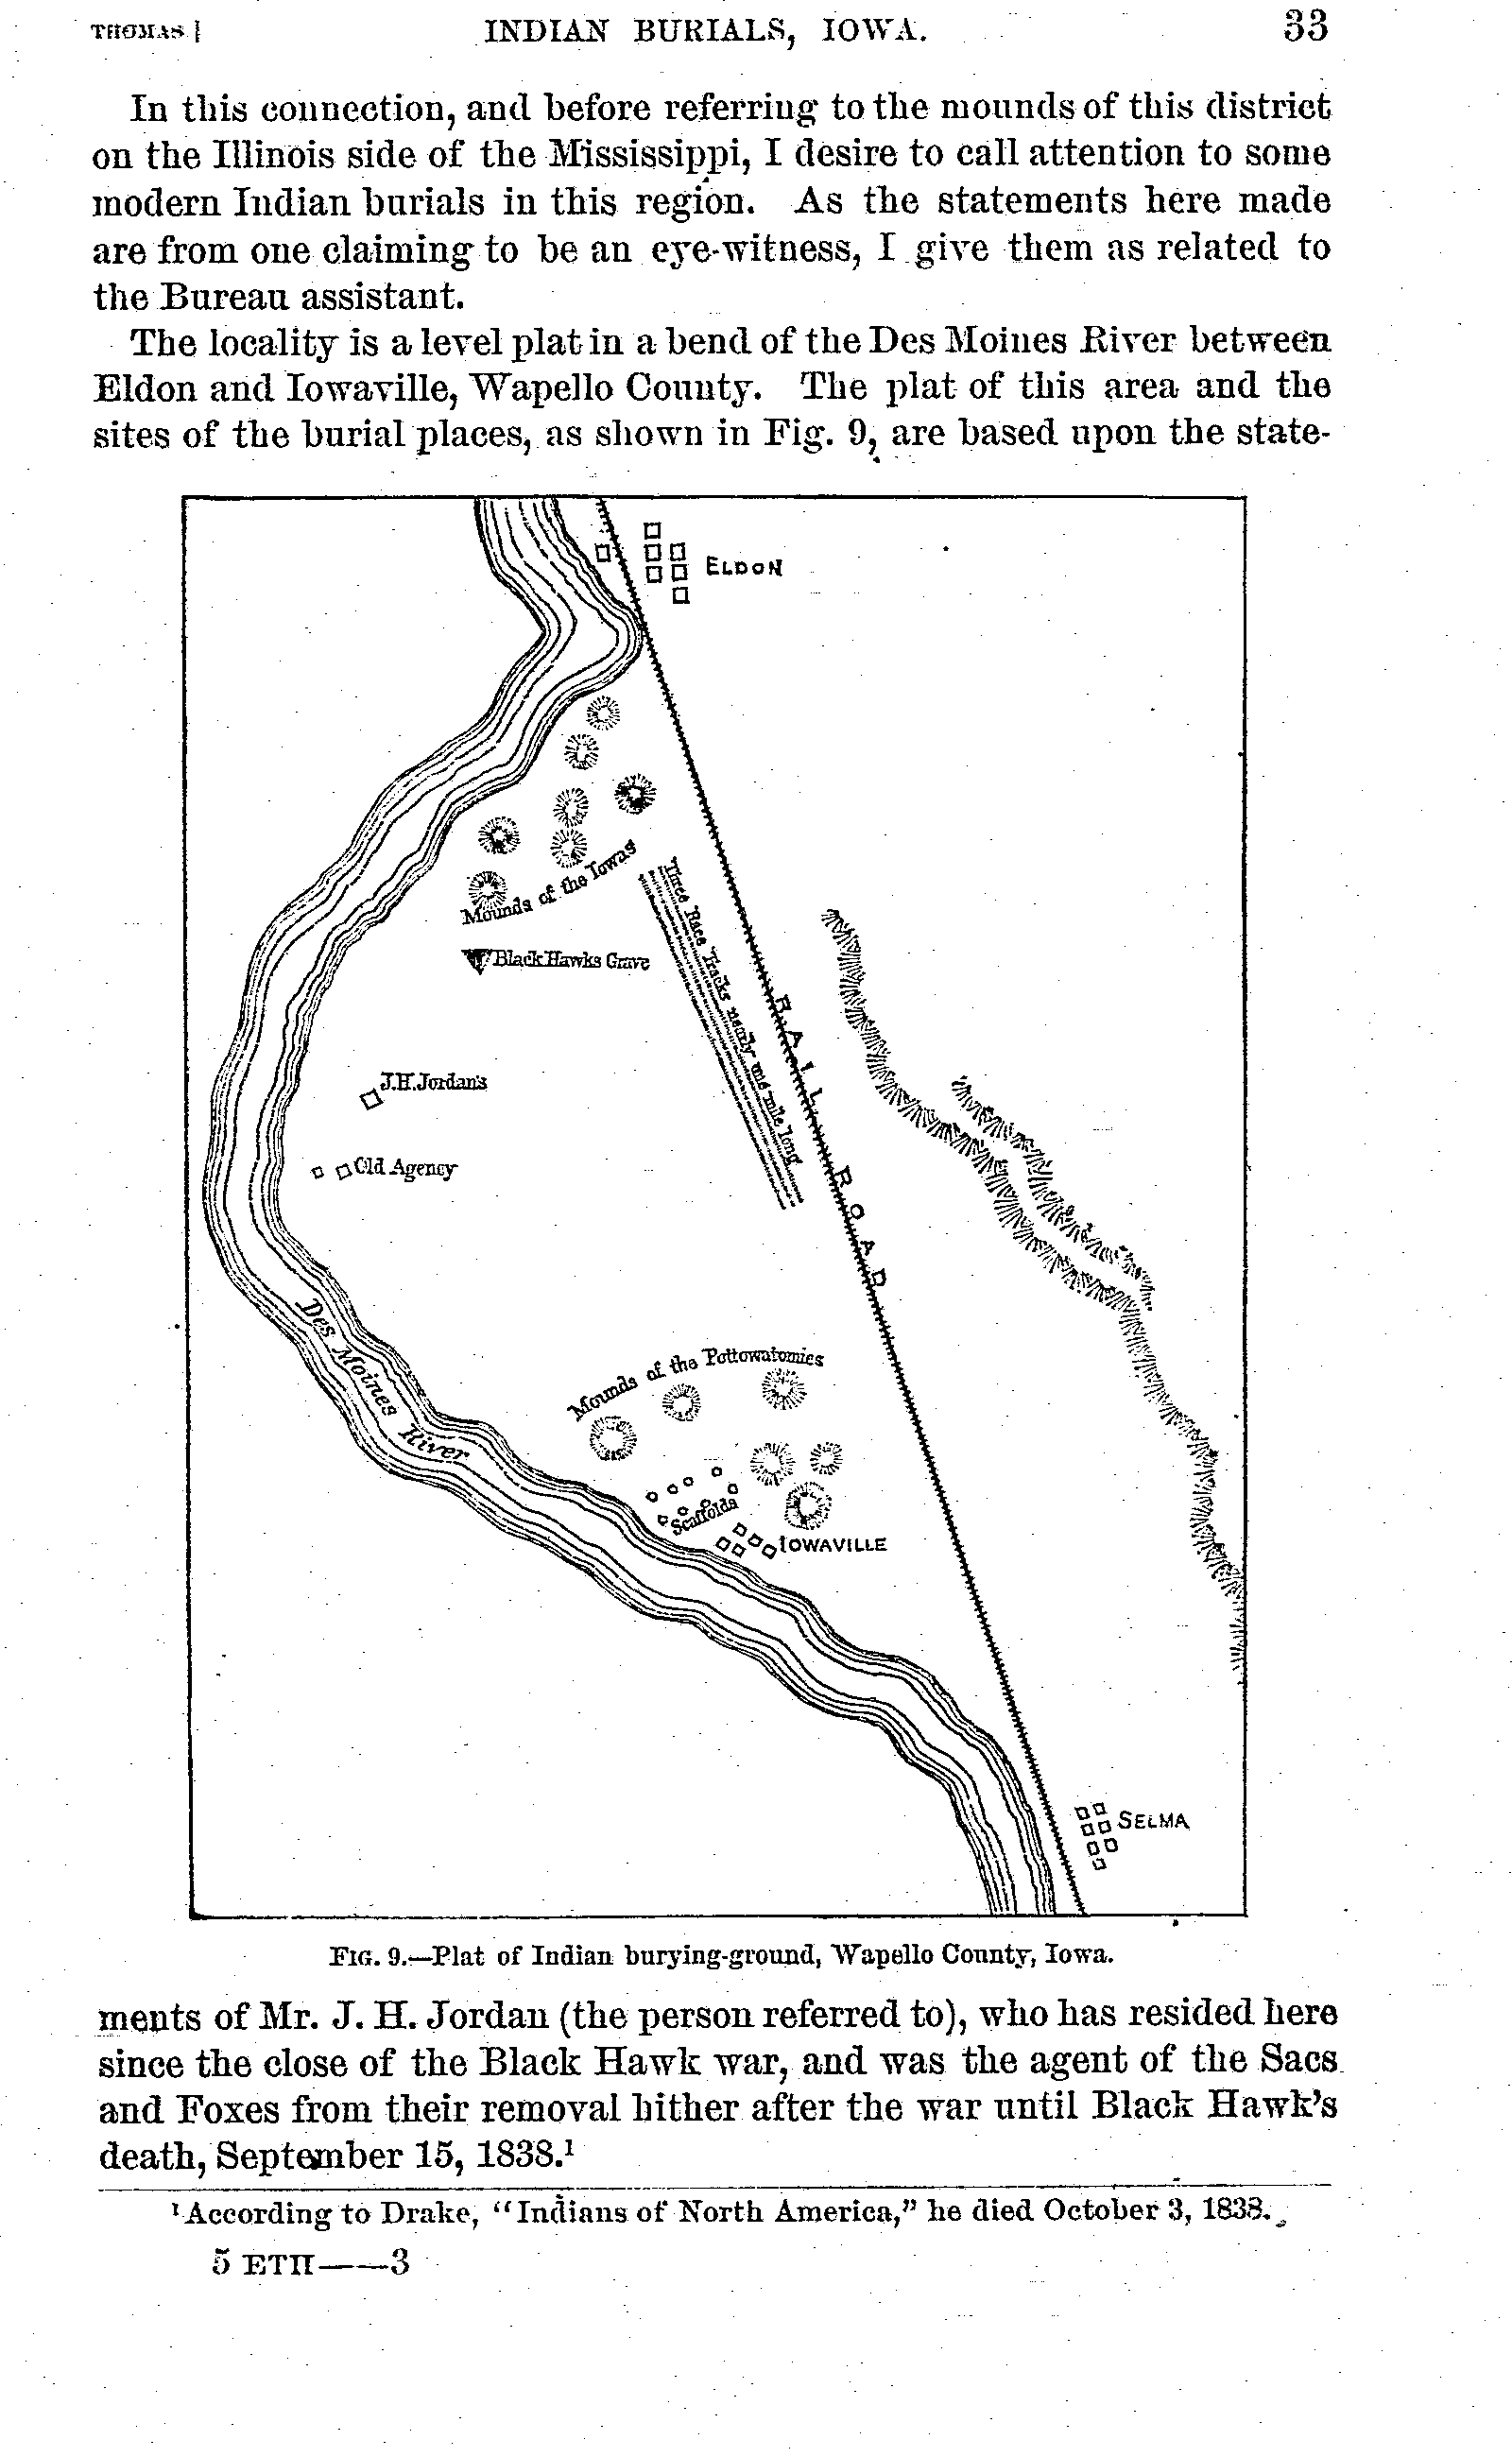 THOMAS] INDIAN BURIALS, IOWA. 33
In this connection, and before referring to the mounds of this district
on the Illinois side of the Mississippi, I desire to call attention to some
modern Indian burials in this region. As the statements here made
are from one claiming to be an eye-witness, I give them as related to
the Bureau assistant.
The locality is a level plat in a bend of the Des Moines River between
Eldon and Iowaville, Wapello County. The plat of this area and the
sites of the burial places, as shown in Fig. 9, are based upon the state-
ELDON
Mounds of the Iowas
Three Race Tracks nearly one mile long
Black Hawks Grave
RAIL ROAD
J.H.Jordan's
Old Agency
Des Moines River
Mounds of the Pottowatomies
Scaffolds
IOWAVILLE
SELMA
FIG. 9.—Plat of Indian burying-ground, Wapello County, Iowa.
ments of Mr. J. H. Jordan (the person referred to), who has resided here
since the close of the Black Hawk war, and was the agent of the Sacs
and Foxes from their removal hither after the war until Black Hawk's
death, September 15, 1838.¹
¹ According to Drake, "Indians of North America," he died October 3, 1838.
5 ETH——3